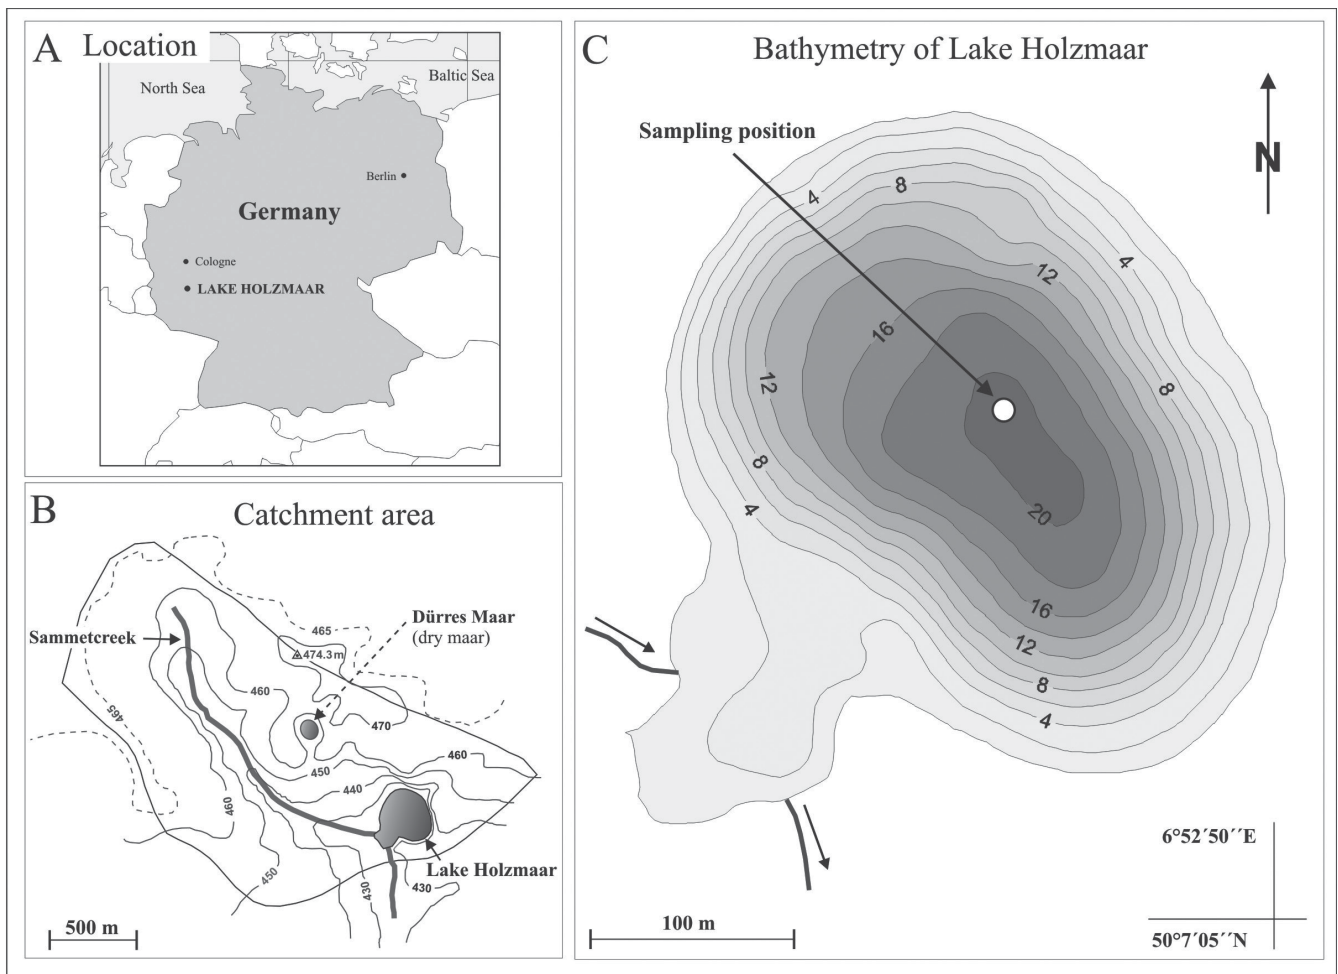 A Location
North Sea
Baltic Sea
Berlin
Germany
Cologne
LAKE HOLZMAAR
B
Catchment area
Sammetcreek
Dürres Maar
(dry maar)
465
474.3 m
460
470
465
460
450
440
460
450
430
430
Lake Holzmaar
500 m
C
Bathymetry of Lake Holzmaar
Sampling position
N
4
8
4
12
16
12
8
8
4
20
16
12
8
4
100 m
6°52´50´´E
50°7´05´´N